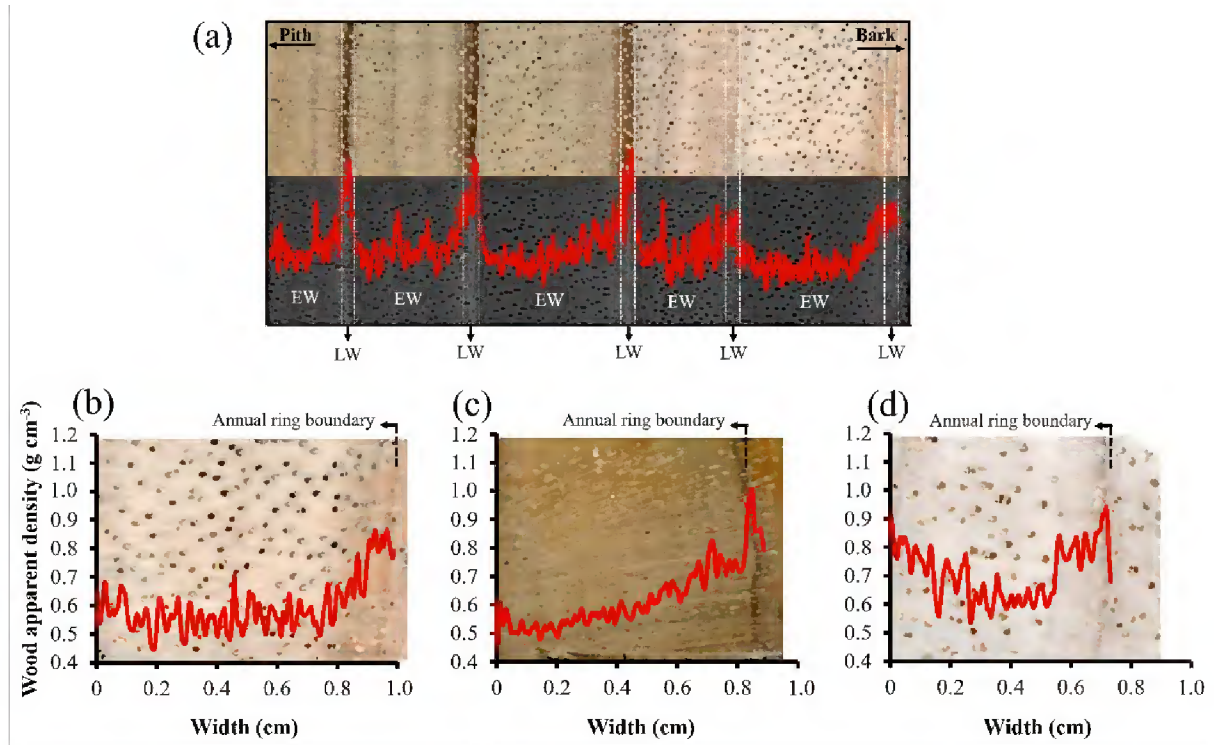 (a)
Pith
Bark
EW EW EW EW EW
LW LW LW LW LW
(b)
Annual ring boundary
(c)
Annual ring boundary
(d)
Annual ring boundary
Wood apparent density (g cm⁻³)
1.2 1.2 1.2
1.1 1.1 1.1
1.0 1.0 1.0
0.9 0.9 0.9
0.8 0.8 0.8
0.7 0.7 0.7
0.6 0.6 0.6
0.5 0.5 0.5
0.4 0.4 0.4
0 0.2 0.4 0.6 0.8 1.0 0 0.2 0.4 0.6 0.8 1.0 0 0.2 0.4 0.6 0.8 1.0
Width (cm) Width (cm) Width (cm)